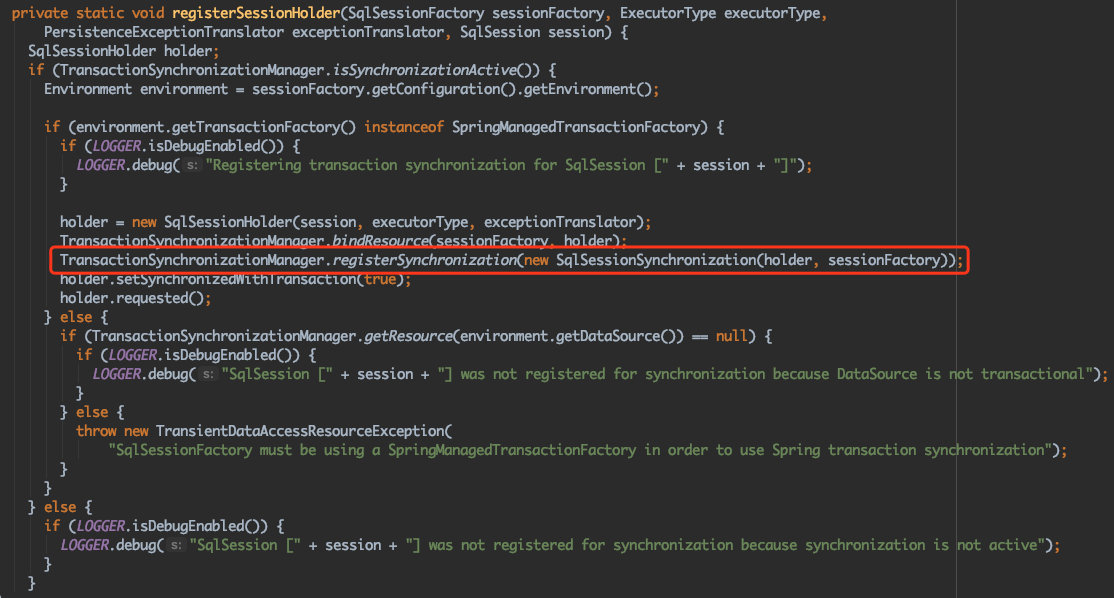 private static void registerSessionHolder(SqlSessionFactory sessionFactory, ExecutorType executorType,
    PersistenceExceptionTranslator exceptionTranslator, SqlSession session) {
  SqlSessionHolder holder;
  if (TransactionSynchronizationManager.isSynchronizationActive()) {
    Environment environment = sessionFactory.getConfiguration().getEnvironment();
    if (environment.getTransactionFactory() instanceof SpringManagedTransactionFactory) {
      if (LOGGER.isDebugEnabled()) {
        LOGGER.debug( s: "Registering transaction synchronization for SqlSession [" + session + "]");
      }
      holder = new SqlSessionHolder(session, executorType, exceptionTranslator);
      TransactionSynchronizationManager.bindResource(sessionFactory, holder);
      TransactionSynchronizationManager.registerSynchronization(new SqlSessionSynchronization(holder, sessionFactory));
      holder.setSynchronizedWithTransaction(true);
      holder.requested();
    } else {
      if (TransactionSynchronizationManager.getResource(environment.getDataSource()) == null) {
        if (LOGGER.isDebugEnabled()) {
          LOGGER.debug( s: "SqlSession [" + session + "] was not registered for synchronization because DataSource is not transactional");
        }
      } else {
        throw new TransientDataAccessResourceException(
            "SqlSessionFactory must be using a SpringManagedTransactionFactory in order to use Spring transaction synchronization");
      }
    }
  } else {
    if (LOGGER.isDebugEnabled()) {
      LOGGER.debug( s: "SqlSession [" + session + "] was not registered for synchronization because synchronization is not active");
    }
  }